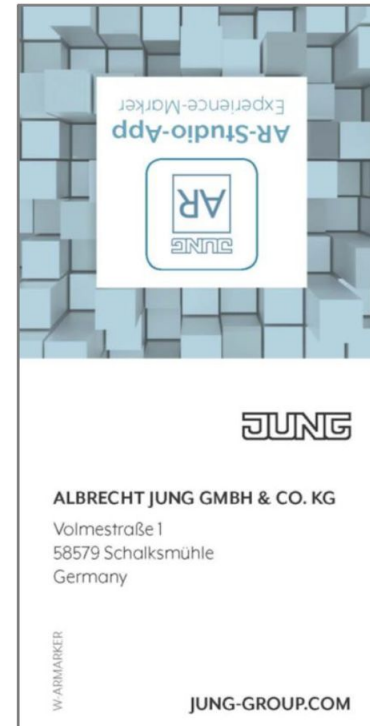 Experience-Marker
AR-Studio-App
AR
JUNG
JUNG
ALBRECHT JUNG GMBH & CO. KG
Volmestraße 1
58579 Schalksmühle
Germany
W-ARMARKER
JUNG-GROUP.COM